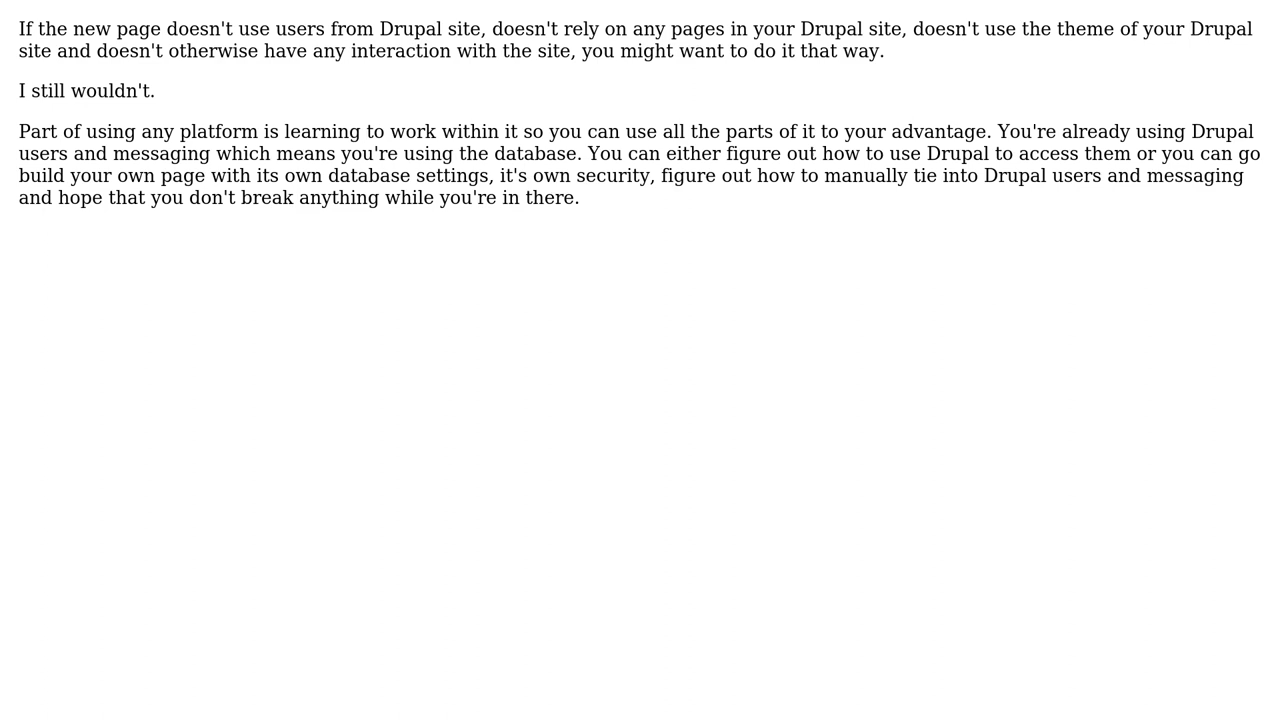 If the new page doesn't use users from Drupal site, doesn't rely on any pages in your Drupal site, doesn't use the theme of your Drupal
site and doesn't otherwise have any interaction with the site, you might want to do it that way.
I still wouldn't.
Part of using any platform is learning to work within it so you can use all the parts of it to your advantage. You're already using Drupal
users and messaging which means you're using the database. You can either figure out how to use Drupal to access them or you can go
build your own page with its own database settings, it's own security, figure out how to manually tie into Drupal users and messaging
and hope that you don't break anything while you're in there.